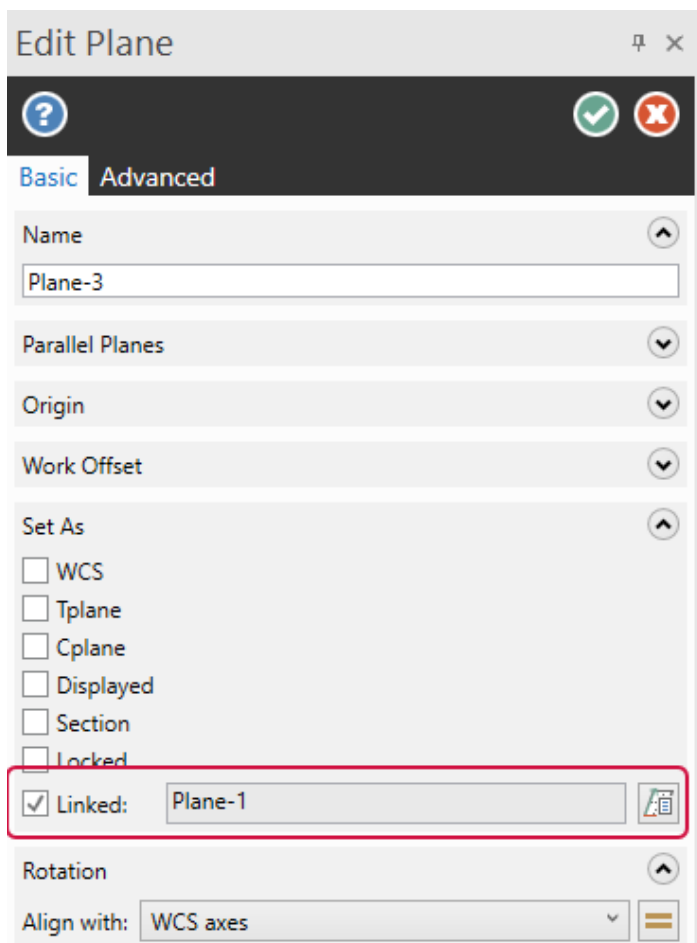 Edit Plane
Basic Advanced
Name
Plane-3
Parallel Planes
Origin
Work Offset
Set As
WCS
Tplane
Cplane
Displayed
Section
Locked
Linked: Plane-1
Rotation
Align with: WCS axes